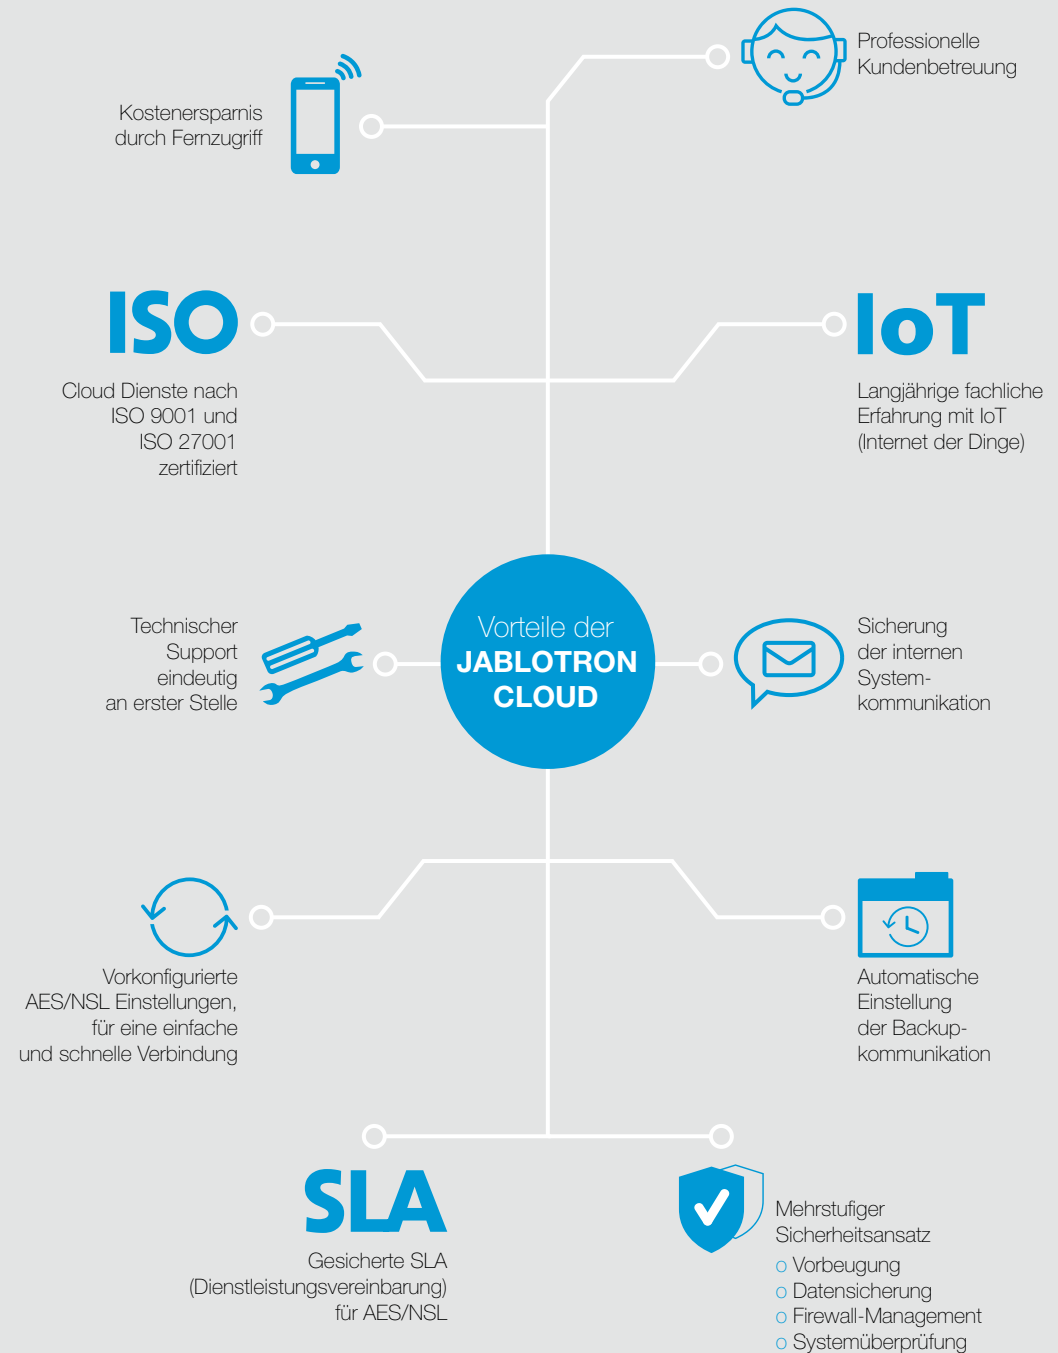 Professionelle
Kundenbetreuung
Kostenersparnis
durch Fernzugriff
ISO
Cloud Dienste nach
ISO 9001 und
ISO 27001
zertifiziert
IoT
Langjährige fachliche
Erfahrung mit IoT
(Internet der Dinge)
Technischer
Support
eindeutig
an erster Stelle
Vorteile der
JABLOTRON
CLOUD
Sicherung
der internen
System-
kommunikation
Vorkonfigurierte
AES/NSL Einstellungen,
für eine einfache
und schnelle Verbindung
Automatische
Einstellung
der Backup-
kommunikation
SLA
Gesicherte SLA
(Dienstleistungsvereinbarung)
für AES/NSL
Mehrstufiger
Sicherheitsansatz
o Vorbeugung
o Datensicherung
o Firewall-Management
o Systemüberprüfung